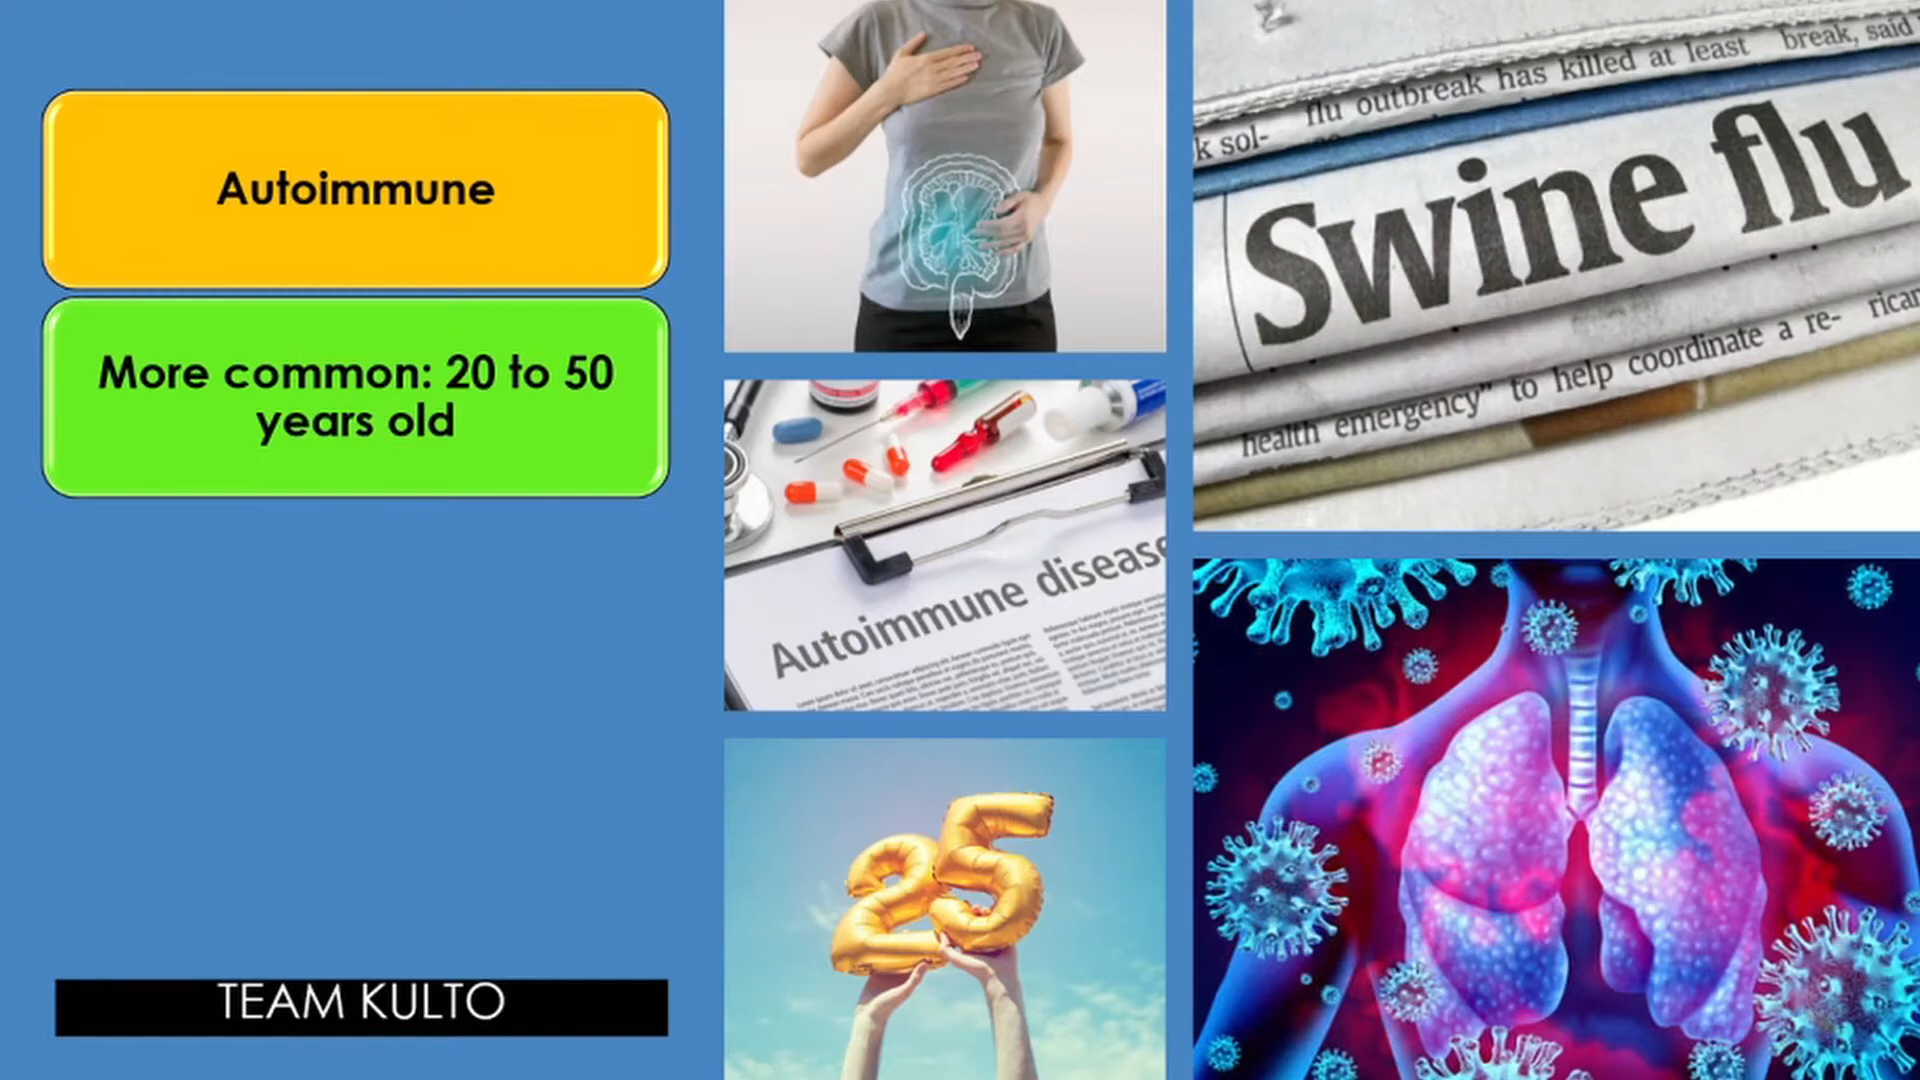 Autoimmune
More common: 20 to 50
years old
TEAM KULTO
Autoimmune disease
25
break, said
flu outbreak has killed at least
k sol-
Swine flu
rican
health emergency" to help coordinate a re-